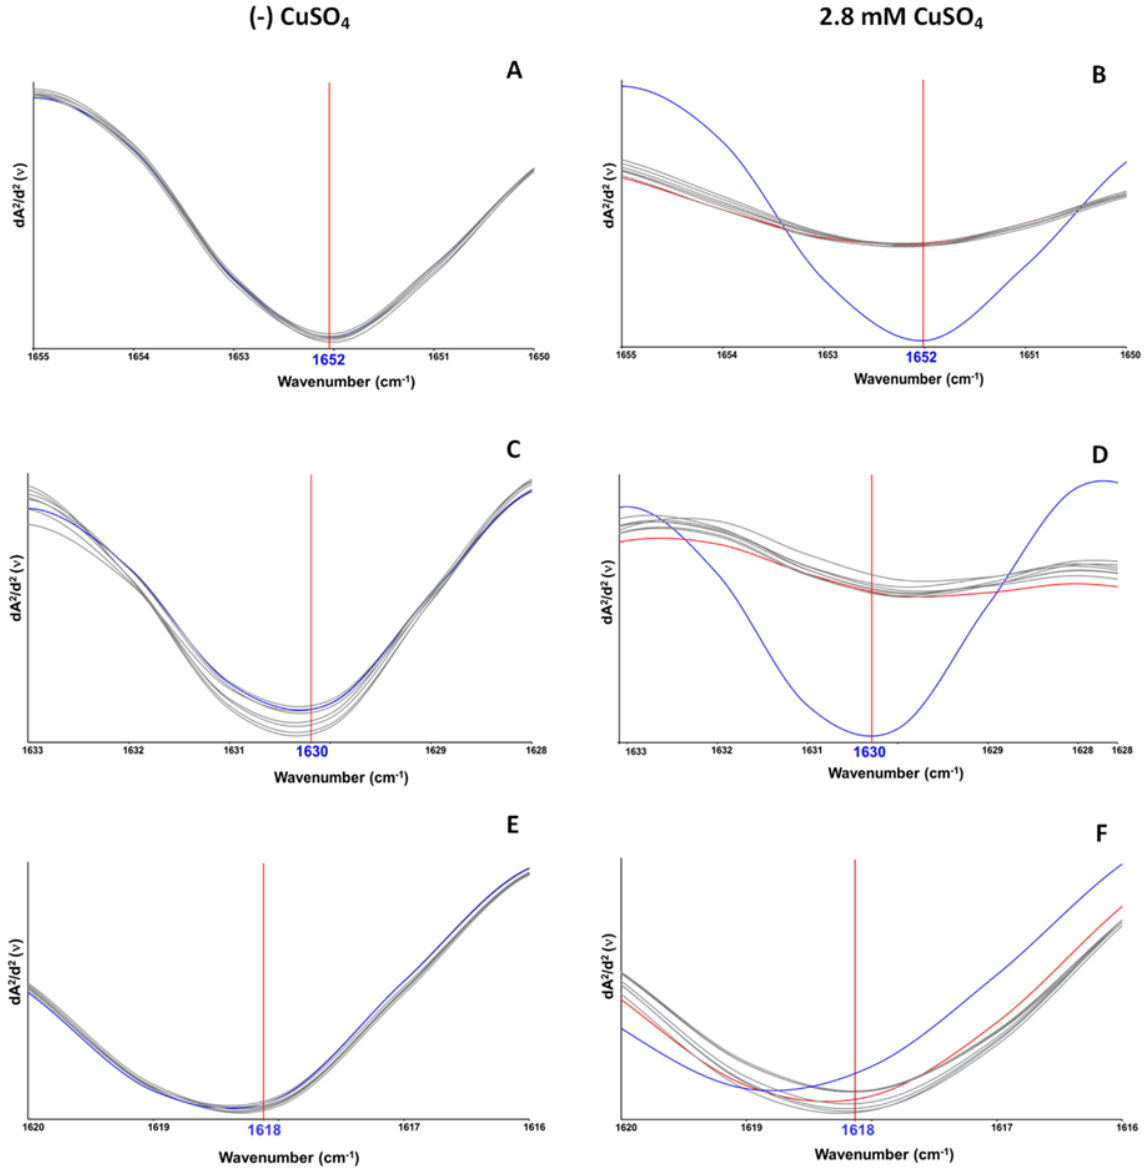 (-) CuSO₄
2.8 mM CuSO₄
A
dA²/d² (ν)
1655 1654 1653 1652 1651 1650
Wavenumber (cm⁻¹)
B
dA²/d² (ν)
1655 1654 1653 1652 1651 1650
Wavenumber (cm⁻¹)
C
dA²/d² (ν)
1633 1632 1631 1630 1629 1628
Wavenumber (cm⁻¹)
D
dA²/d² (ν)
1633 1632 1631 1630 1629 1628 1628
Wavenumber (cm⁻¹)
E
dA²/d² (ν)
1620 1619 1618 1617 1616
Wavenumber (cm⁻¹)
F
dA²/d² (ν)
1620 1619 1618 1617 1616
Wavenumber (cm⁻¹)